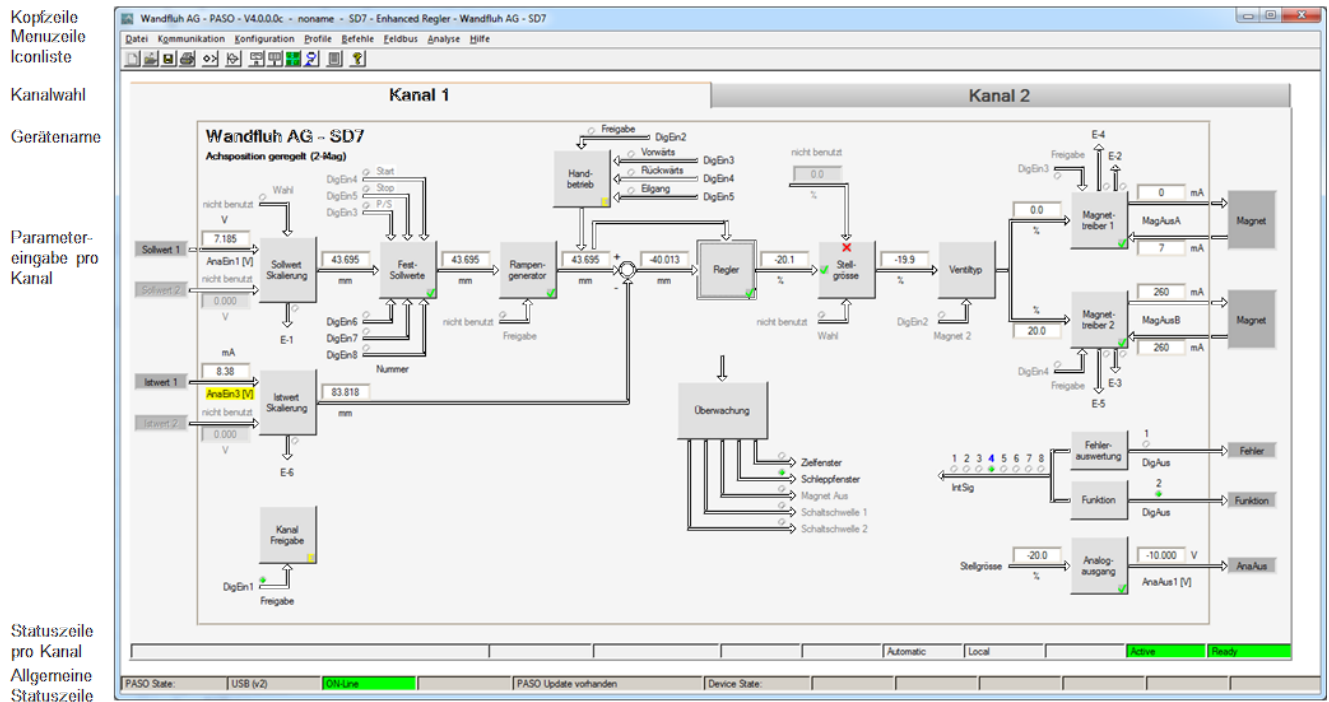 Kopfzeile
Menuzeile
Iconliste
Kanalwahl
Gerätename
Parameter-
eingabe pro
Kanal
Statuszeile
pro Kanal
Allgemeine
Statuszeile
Wandfluh AG - PASO - V4.0.0.0c - noname - SD7 - Enhanced Regler - Wandfluh AG - SD7
Datei Kommunikation Konfiguration Profile Befehle Feldbus Analyse Hilfe
Kanal 1
Kanal 2
Wandfluh AG - SD7
Achsposition geregelt (2-Mag)
Sollwert 1
Sollwert 2
nicht benutzt
Wahl
V
7.185
AnaEin1 [V]
nicht benutzt
0.000
V
Sollwert
Skalierung
E-1
43.695
mm
DigEin4
Start
DigEin5
Stop
DigEin3
P/S
Fest-
Sollwerte
DigEin6
DigEin7
DigEin8
Nummer
43.695
mm
Rampen-
generator
nicht benutzt
Freigabe
Freigabe
DigEin2
Hand-
betrieb
Vorwärts
DigEin3
Rückwärts
DigEin4
Eilgang
DigEin5
43.695
mm
+
-
-40.013
mm
Regler
-20.1
%
nicht benutzt
0.0
%
Stell-
grösse
nicht benutzt
Wahl
-19.9
%
Ventiltyp
DigEin2
Magnet 2
0.0
%
%
20.0
E-4
Freigabe
DigEin3
E-2
Magnet-
treiber 1
0 mA
MagAusA
7 mA
Magnet
Magnet-
treiber 2
260 mA
MagAusB
260 mA
Magnet
DigEin4
Freigabe
E-3
E-5
Istwert 1
Istwert 2
mA
8.38
AnaEin3 [V]
nicht benutzt
0.000
V
Istwert
Skalierung
E-6
83.818
mm
Überwachung
Zielfenster
Schleppfenster
Magnet Aus
Schaltschwelle 1
Schaltschwelle 2
1 2 3 4 5 6 7 8
IntSig
Fehler-
auswertung
1
DigAus
Fehler
Funktion
2
DigAus
Funktion
Kanal
Freigabe
DigEin1
Freigabe
Stellgrösse
-20.0
%
Analog-
ausgang
-10.000 V
AnaAus1 [V]
AnaAus
Automatic
Local
Active
Ready
PASO State:
USB (v2)
ON-Line
PASO Update vorhanden
Device State: